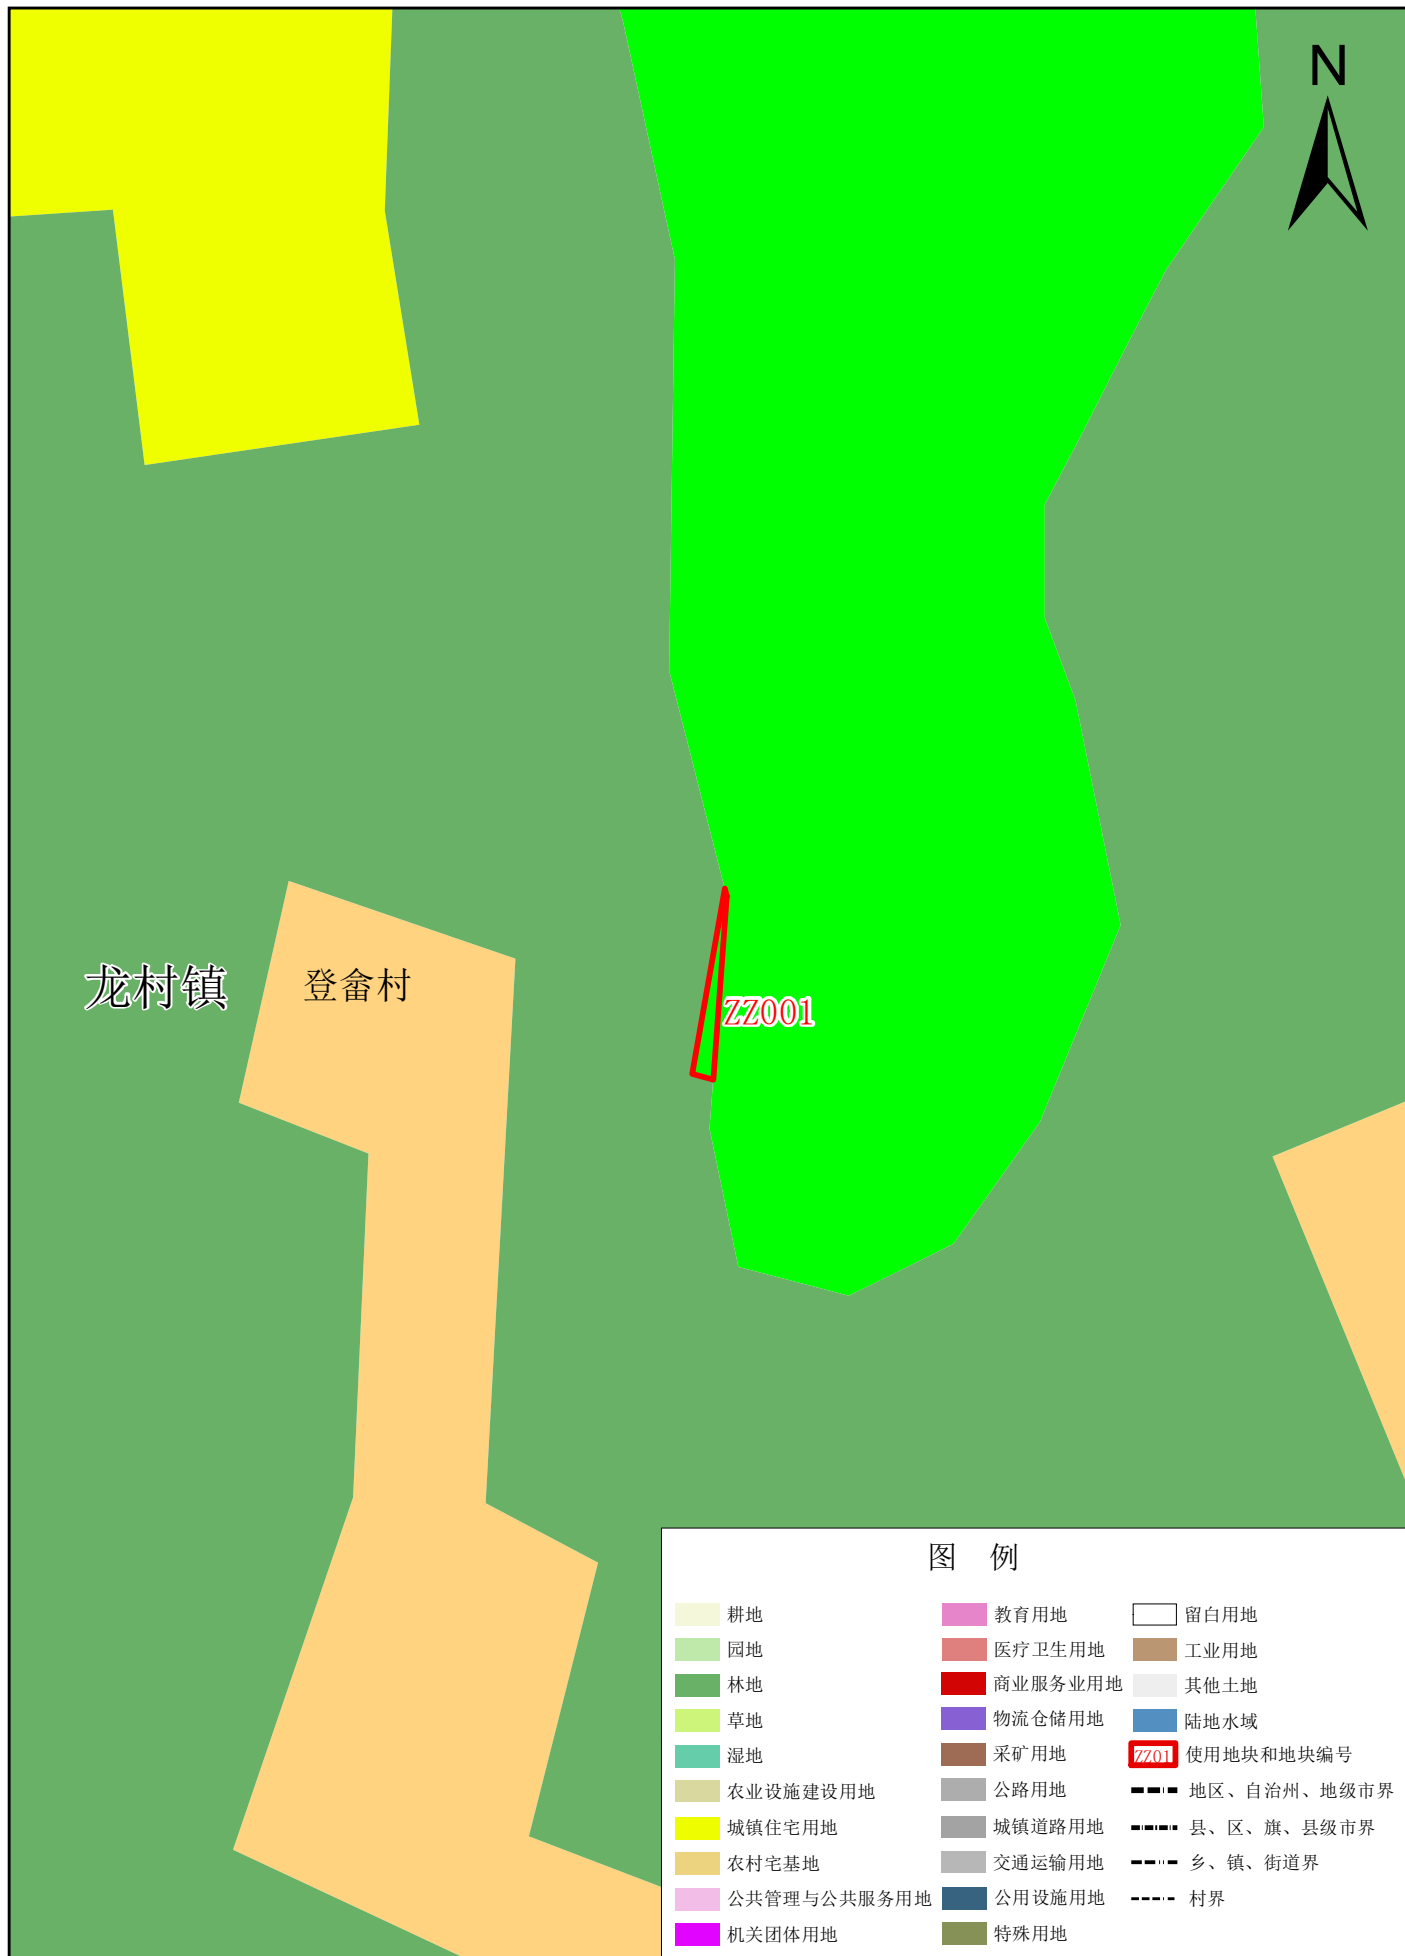 N
龙村镇
登畲村
ZZ001
图 例
耕地
园地
林地
草地
湿地
农业设施建设用地
城镇住宅用地
农村宅基地
公共管理与公共服务用地
机关团体用地
教育用地
医疗卫生用地
商业服务业用地
物流仓储用地
采矿用地
公路用地
城镇道路用地
交通运输用地
公用设施用地
特殊用地
留白用地
工业用地
其他土地
陆地水域
ZZ01 使用地块和地块编号
地区、自治州、地级市界
县、区、旗、县级市界
乡、镇、街道界
村界